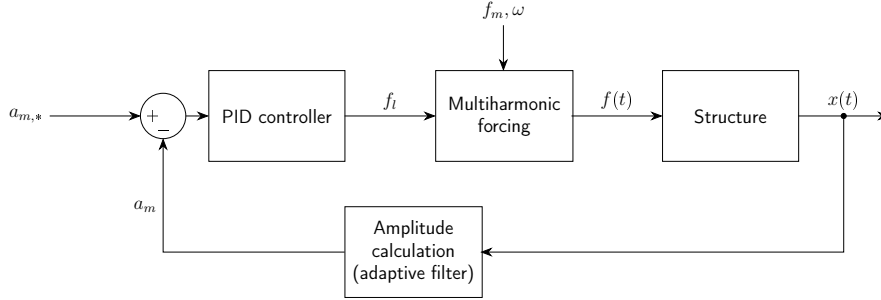 f_m, ω
a_{m,*}
+
−
PID controller
f_l
Multiharmonic
forcing
f(t)
Structure
x(t)
a_m
Amplitude
calculation
(adaptive filter)